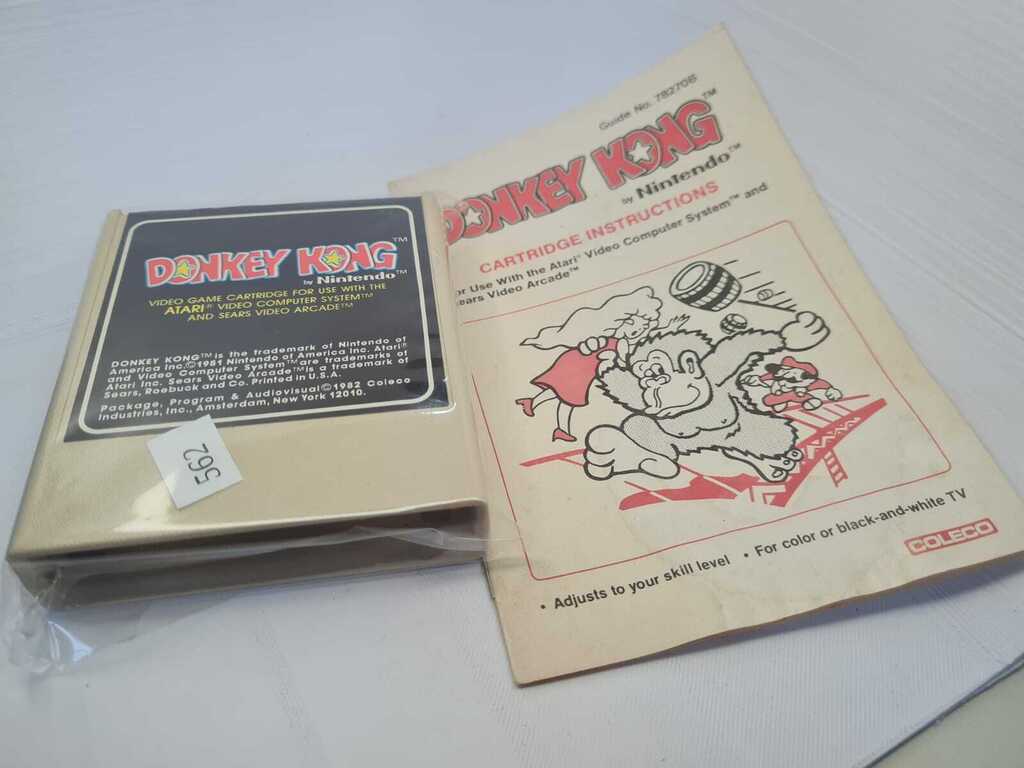 DONKEY KONG™
by Nintendo™
VIDEO GAME CARTRIDGE FOR USE WITH THE
ATARI® VIDEO COMPUTER SYSTEM™
AND SEARS VIDEO ARCADE™
DONKEY KONG™ is the trademark of Nintendo of
America Inc.©1981 Nintendo of America Inc. Atari®
and Video Computer System™ are trademarks of
Atari Inc. Sears Video Arcade™ is a trademark of
Sears, Roebuck and Co. Printed in U.S.A.
Package, Program & Audiovisual©1982 Coleco
Industries, Inc., Amsterdam, New York 12010.
562
Guide No. 78270B
DONKEY KONG™
by Nintendo™
CARTRIDGE INSTRUCTIONS
or Use With the Atari® Video Computer System™ and
ears Video Arcade™
• Adjusts to your skill level • For color or black-and-white TV
COLECO